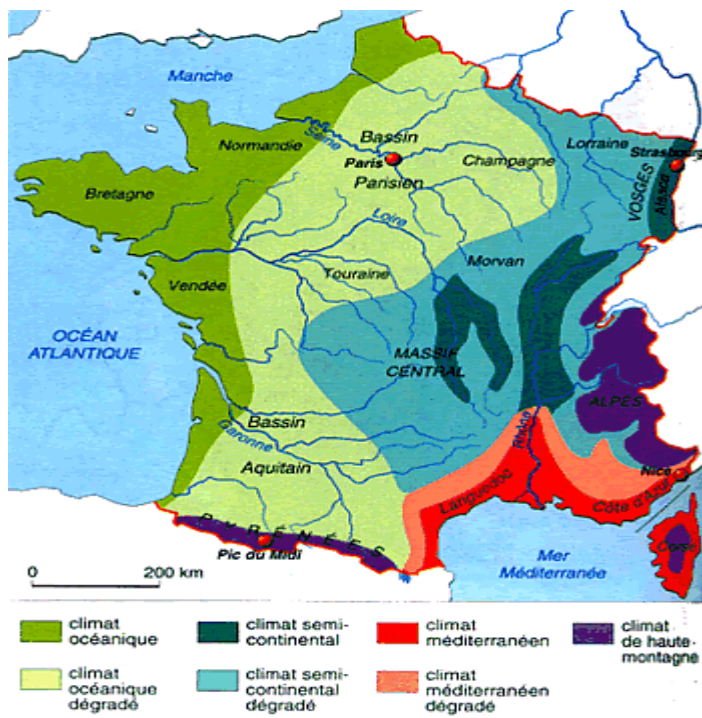 Manche
Normandie
Seine
Bassin
Paris
Parisien
Champagne
Lorraine
Strasbourg
VOSGES
Alsace
Bretagne
Loire
Morvan
Touraine
Vendée
OCÉAN
ATLANTIQUE
MASSIF
CENTRAL
ALPES
Bassin
Garonne
Aquitain
Rhône
Nice
Languedoc
Côte d'Azur
PYRÉNÉES
Pic du Midi
Corse
Mer
Méditerranée
0 200 km
climat
océanique
climat semi-
continental
climat
méditerranéen
climat
de haute-
montagne
climat
océanique
dégradé
climat semi-
continental
dégradé
climat
méditerranéen
dégradé